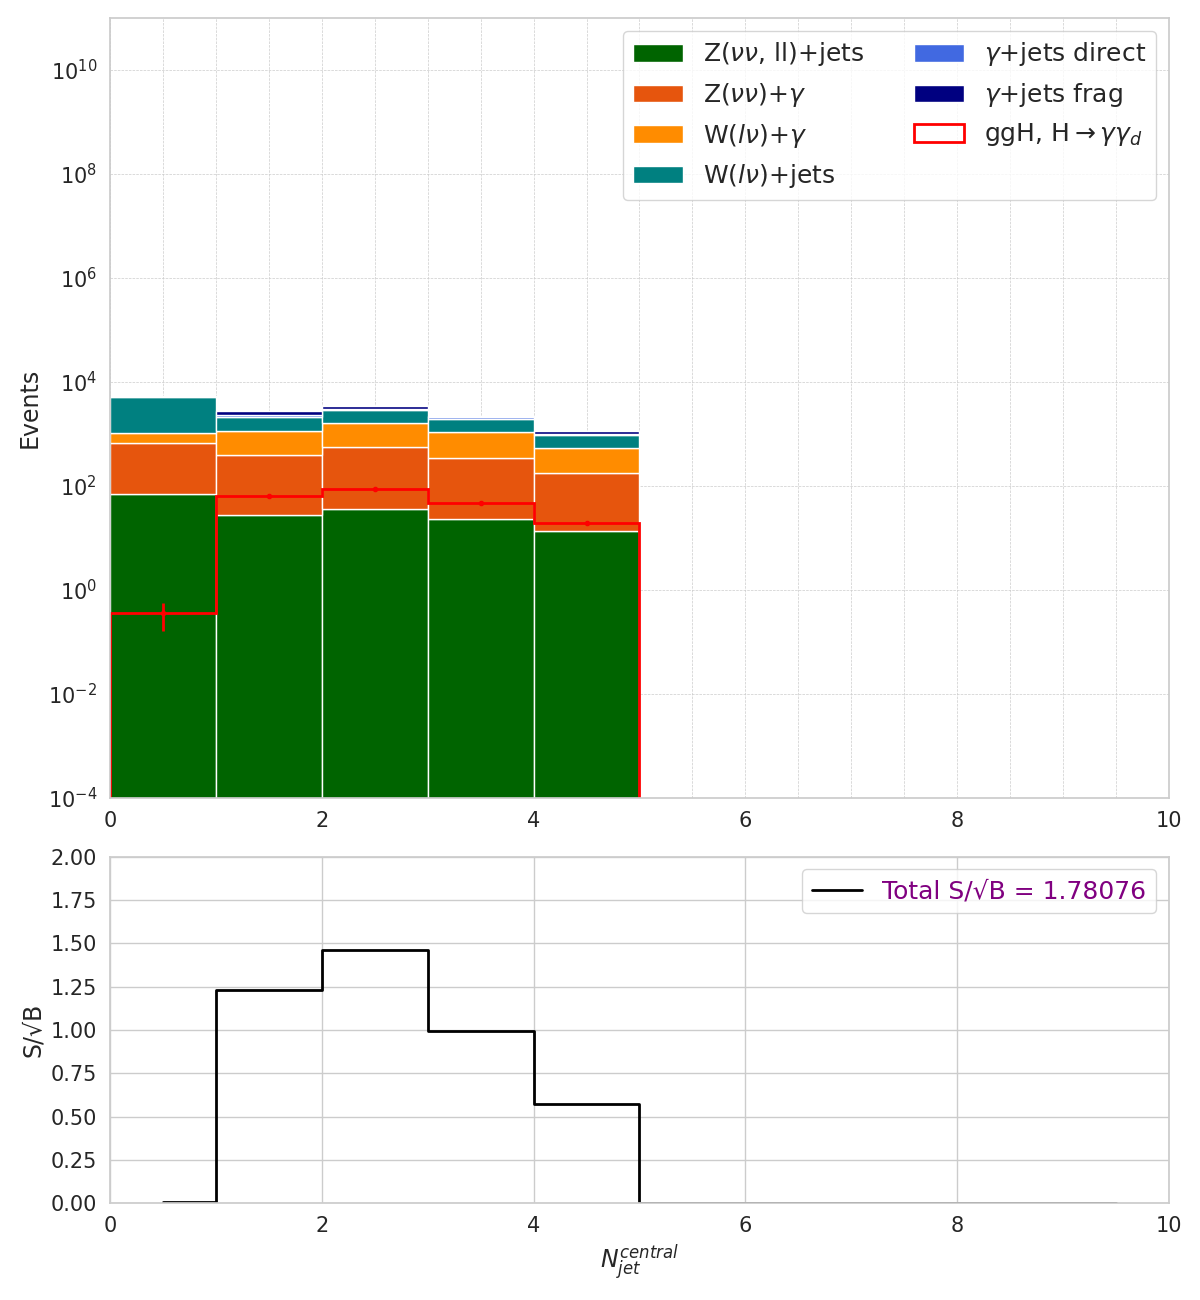 Z(νν, ll)+jets
Z(νν)+γ
W(lν)+γ
W(lν)+jets
γ+jets direct
γ+jets frag
ggH, H→γγ_d
Events
10^10
10^8
10^6
10^4
10^2
10^0
10^−2
10^−4
0 2 4 6 8 10
Total S/√B = 1.78076
S/√B
2.00
1.75
1.50
1.25
1.00
0.75
0.50
0.25
0.00
0 2 4 6 8 10
N_jet^central